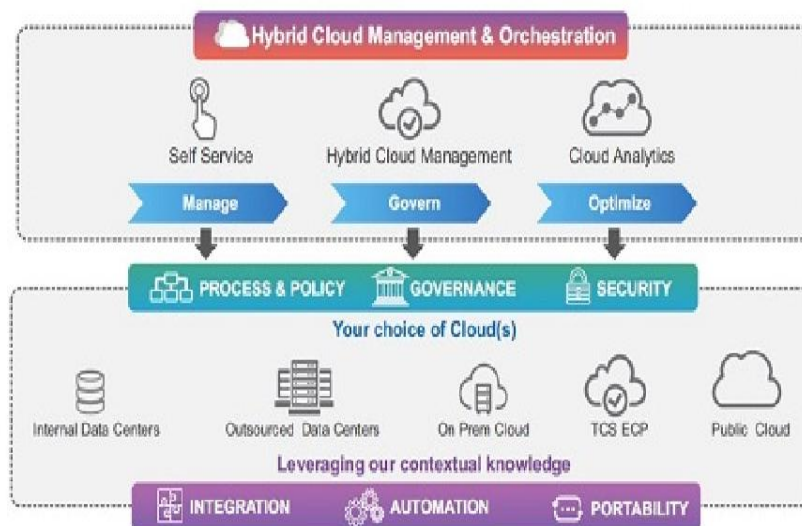 Hybrid Cloud Management & Orchestration
Self Service
Hybrid Cloud Management
Cloud Analytics
Manage
Govern
Optimize
PROCESS & POLICY
GOVERNANCE
SECURITY
Your choice of Cloud(s)
Internal Data Centers
Outsourced Data Centers
On Prem Cloud
TCS ECP
Public Cloud
Leveraging our contextual knowledge
INTEGRATION
AUTOMATION
PORTABILITY